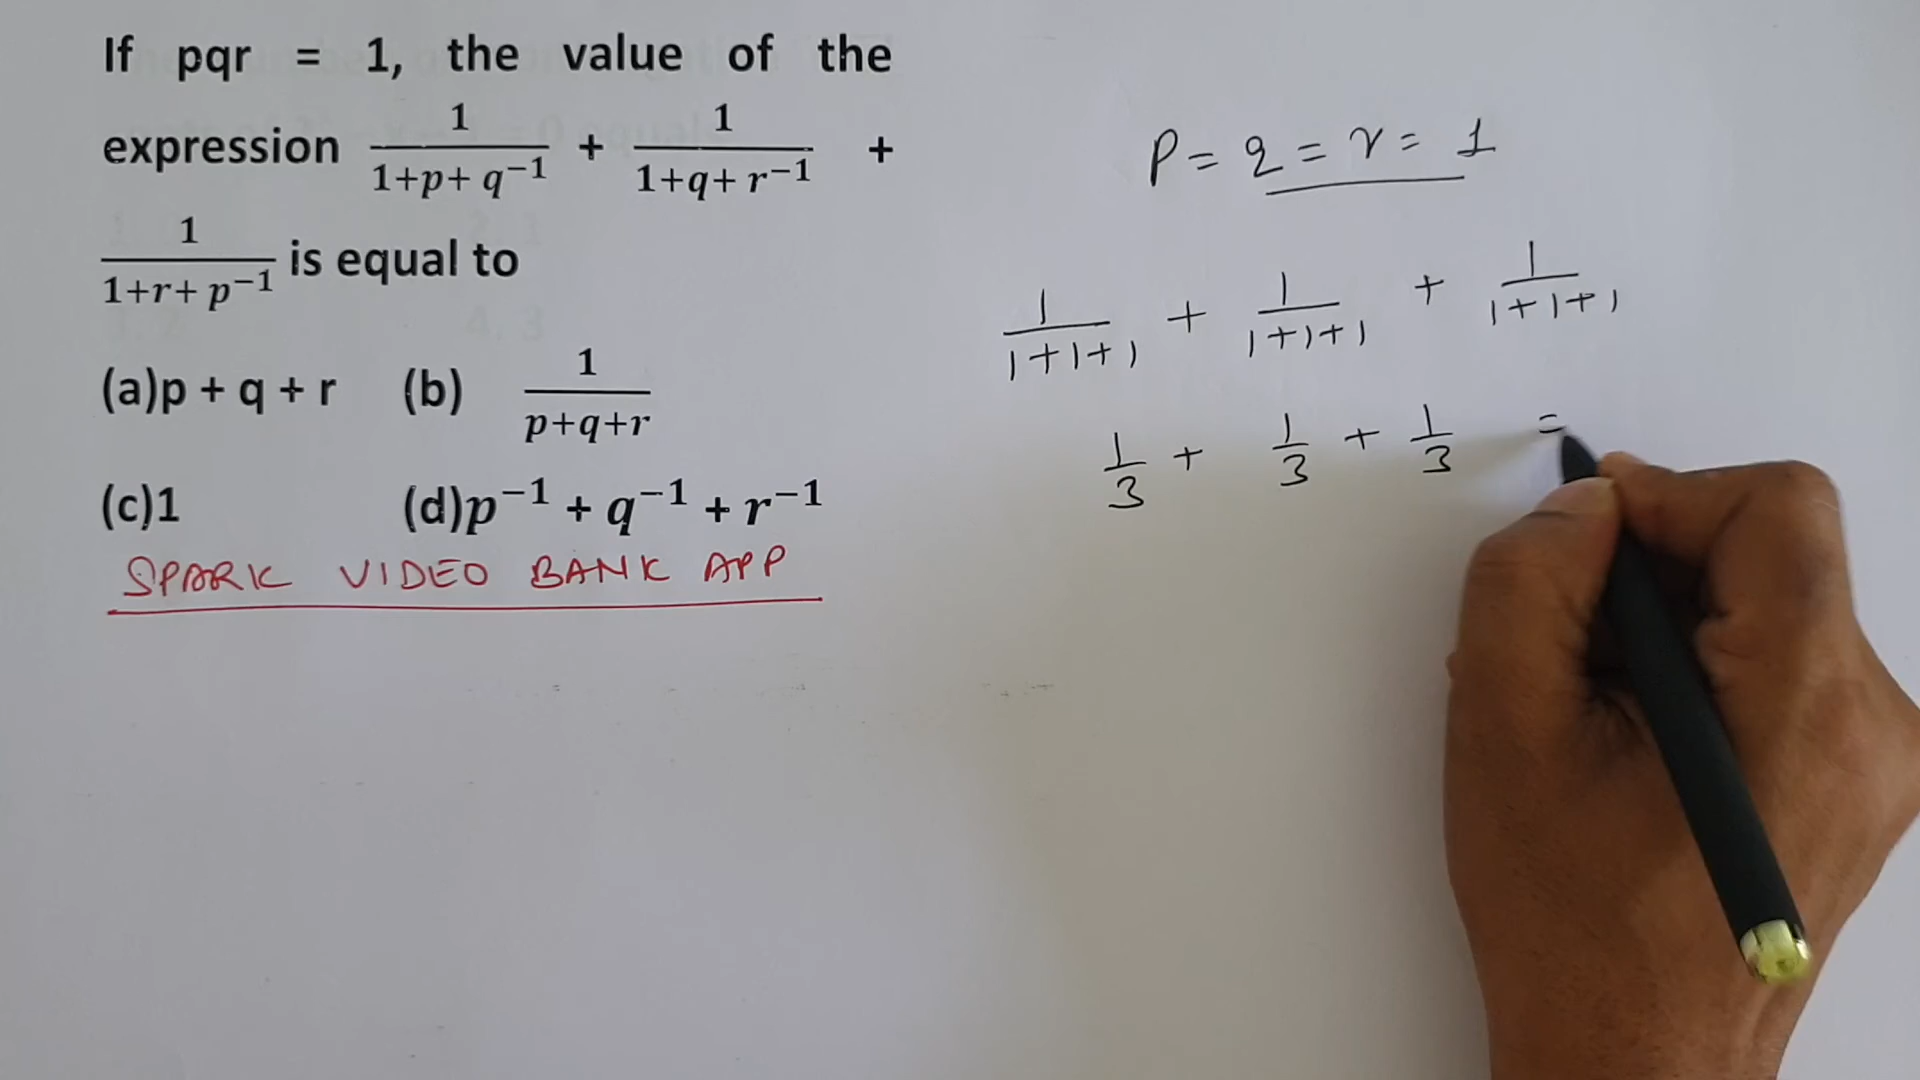 If pqr = 1, the value of the
expression 1/(1+p+ q⁻¹) + 1/(1+q+ r⁻¹) +
1/(1+r+ p⁻¹) is equal to
(a)p + q + r (b) 1/(p+q+r)
(c)1 (d)p⁻¹ + q⁻¹ + r⁻¹
SPARK VIDEO BANK APP
P = q = r = 1
1/(1+1+1) + 1/(1+1+1) + 1/(1+1+1)
1/3 + 1/3 + 1/3 =